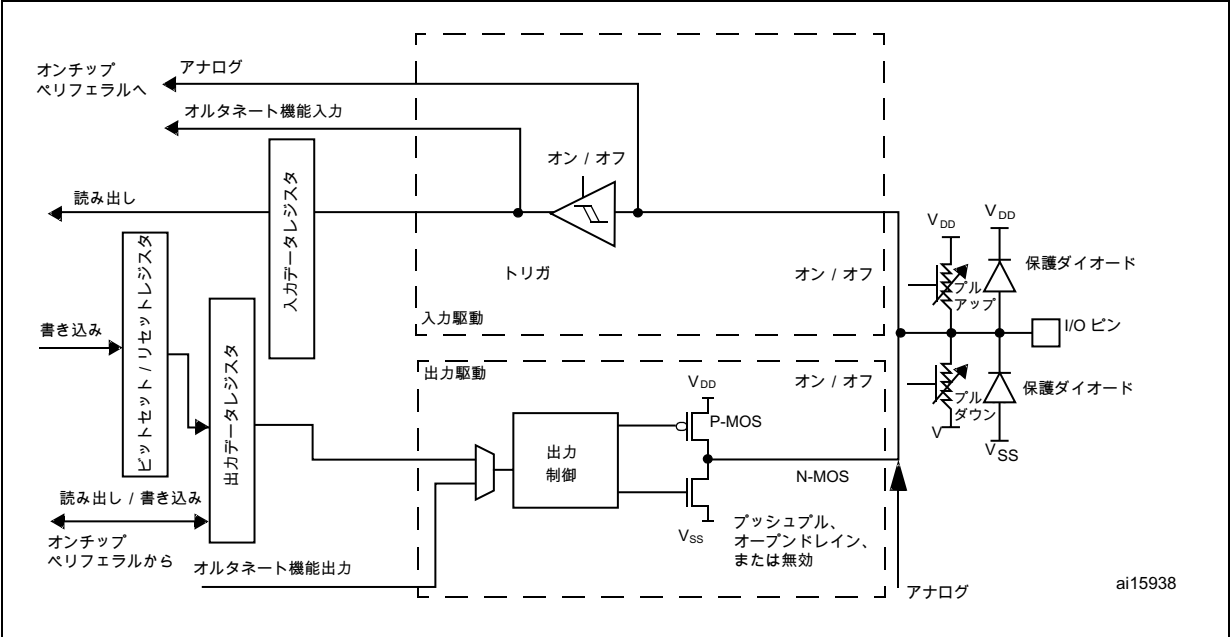 オンチップ
ペリフェラルへ
アナログ
オルタネート機能入力
オン / オフ
読み出し
入力データレジスタ
トリガ
オン / オフ
入力駆動
VDD
VDD
プル
アップ
保護ダイオード
I/O ピン
書き込み
ビットセット / リセットレジスタ
出力データレジスタ
出力駆動
オン / オフ
VDD
P-MOS
出力
制御
N-MOS
VSS
プッシュプル、
オープンドレイン、
または無効
プル
ダウン
V
保護ダイオード
VSS
読み出し / 書き込み
オンチップ
ペリフェラルから
オルタネート機能出力
アナログ
ai15938